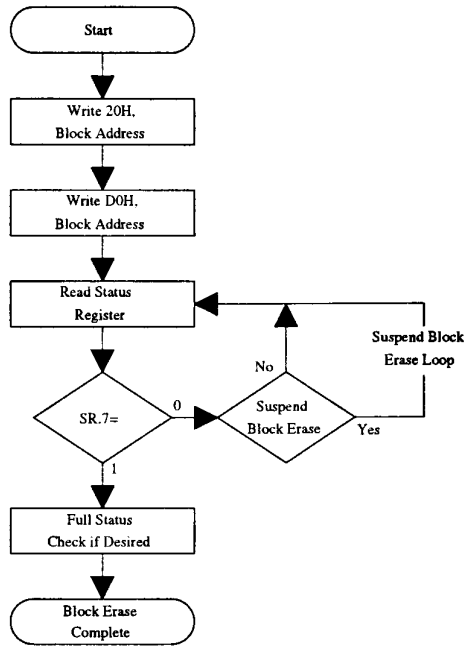 Start
Write 20H,
Block Address
Write D0H,
Block Address
Read Status
Register
Suspend Block
Erase Loop
No
SR.7=
0
Suspend
Block Erase
Yes
1
Full Status
Check if Desired
Block Erase
Complete